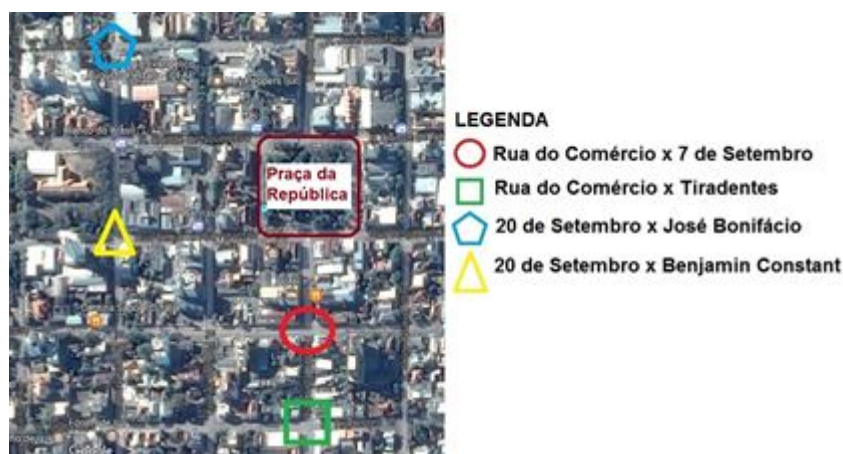 Praça da
República
LEGENDA
Rua do Comércio x 7 de Setembro
Rua do Comércio x Tiradentes
20 de Setembro x José Bonifácio
20 de Setembro x Benjamin Constant